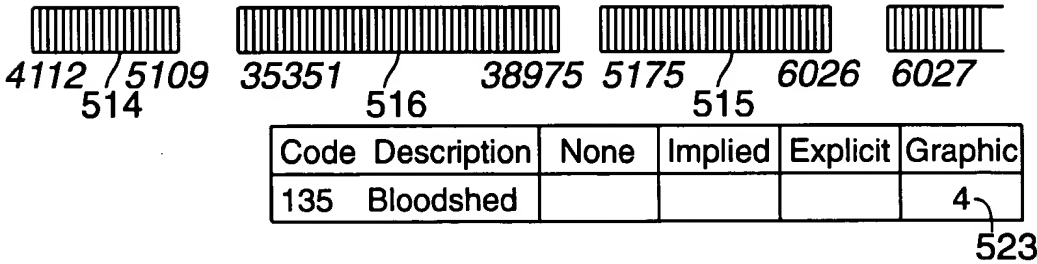 4112 5109 35351 38975 5175 6026 6027
514 516 515
Code Description None Implied Explicit Graphic
135 Bloodshed 4
523